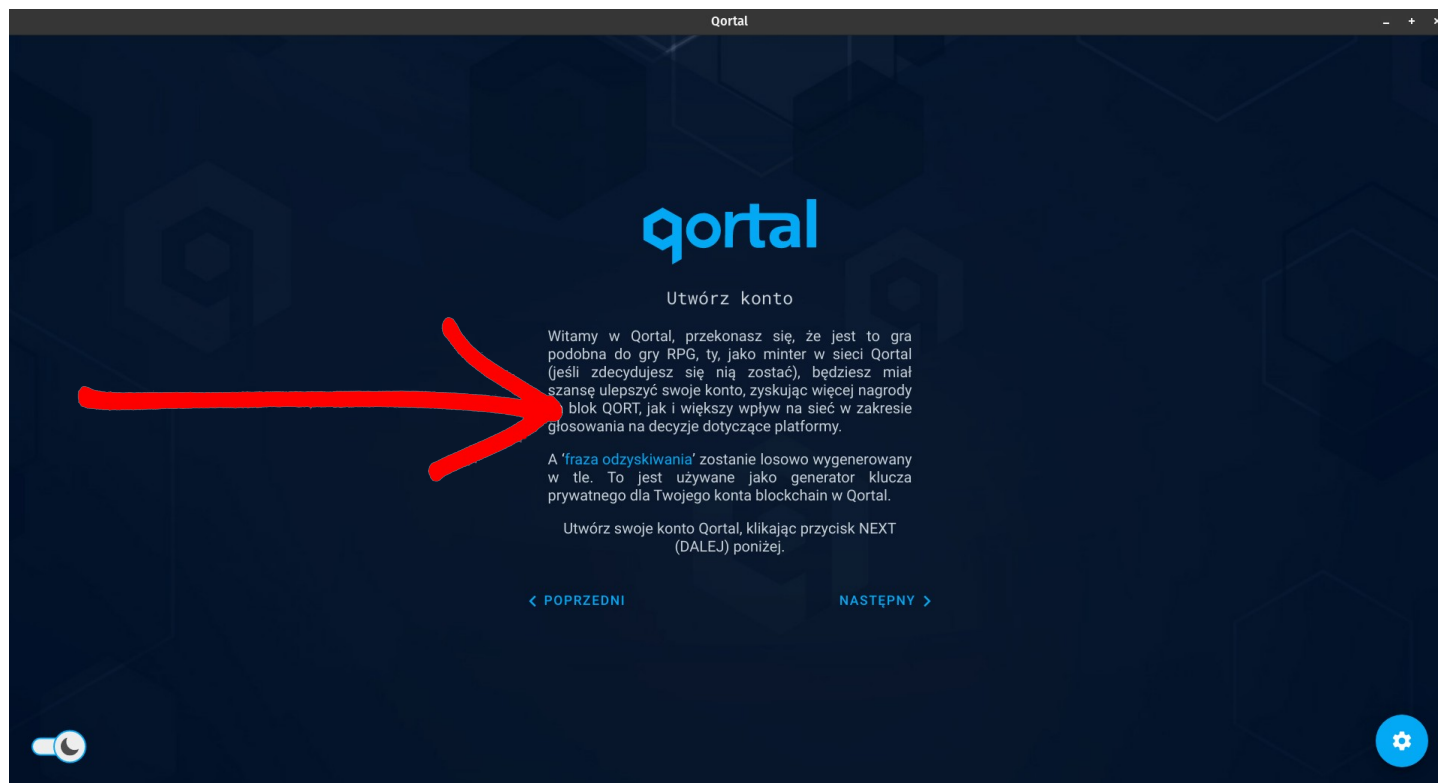 Qortal
qortal
Utwórz konto
Witamy w Qortal, przekonasz się, że jest to gra
podobna do gry RPG, ty, jako minter w sieci Qortal
(jeśli zdecydujesz się nią zostać), będziesz miał
szansę ulepszyć swoje konto, zyskując więcej nagrody
blok QORT, jak i większy wpływ na sieć w zakresie
głosowania na decyzje dotyczące platformy.
A ‘fraza odzyskiwania’ zostanie losowo wygenerowany
w tle. To jest używane jako generator klucza
prywatnego dla Twojego konta blockchain w Qortal.
Utwórz swoje konto Qortal, klikając przycisk NEXT
(DALEJ) poniżej.
POPRZEDNI
NASTĘPNY